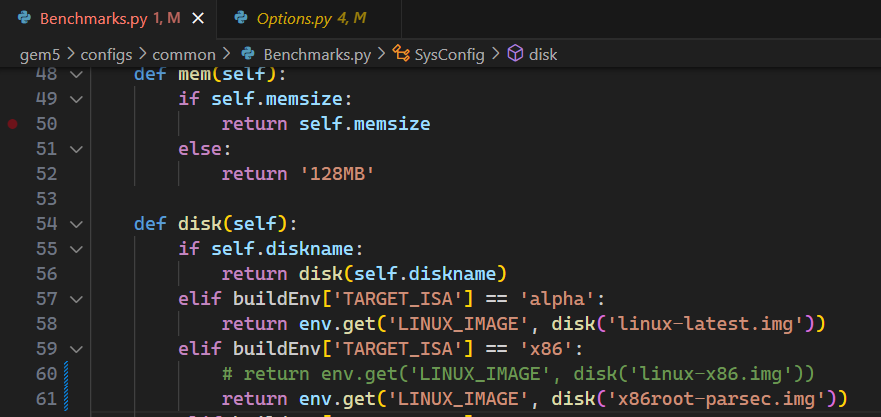 Benchmarks.py 1, M
Options.py 4, M
gem5 > configs > common > Benchmarks.py > SysConfig > disk
48 def mem(self):
49 if self.memsize:
50 return self.memsize
51 else:
52 return '128MB'
53
54 def disk(self):
55 if self.diskname:
56 return disk(self.diskname)
57 elif buildEnv['TARGET_ISA'] == 'alpha':
58 return env.get('LINUX_IMAGE', disk('linux-latest.img'))
59 elif buildEnv['TARGET_ISA'] == 'x86':
60 # return env.get('LINUX_IMAGE', disk('linux-x86.img'))
61 return env.get('LINUX_IMAGE', disk('x86root-parsec.img'))